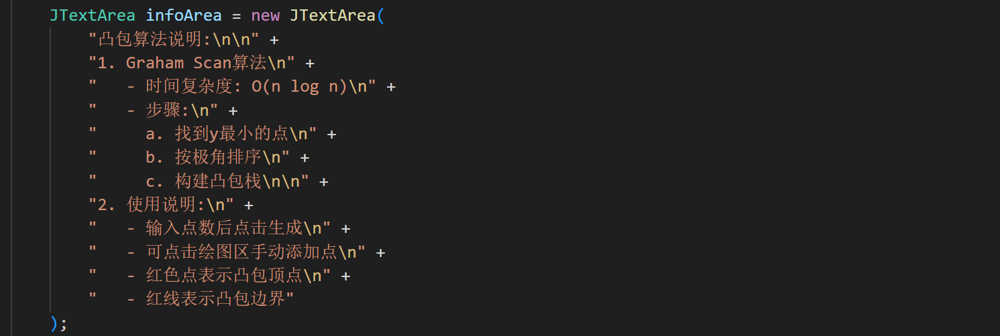 JTextArea infoArea = new JTextArea(
"凸包算法说明:\n\n" +
"1. Graham Scan算法\n" +
"   - 时间复杂度: O(n log n)\n" +
"   - 步骤:\n" +
"     a. 找到y最小的点\n" +
"     b. 按极角排序\n" +
"     c. 构建凸包栈\n\n" +
"2. 使用说明:\n" +
"   - 输入点数后点击生成\n" +
"   - 可点击绘图区手动添加点\n" +
"   - 红色点表示凸包顶点\n" +
"   - 红线表示凸包边界"
);